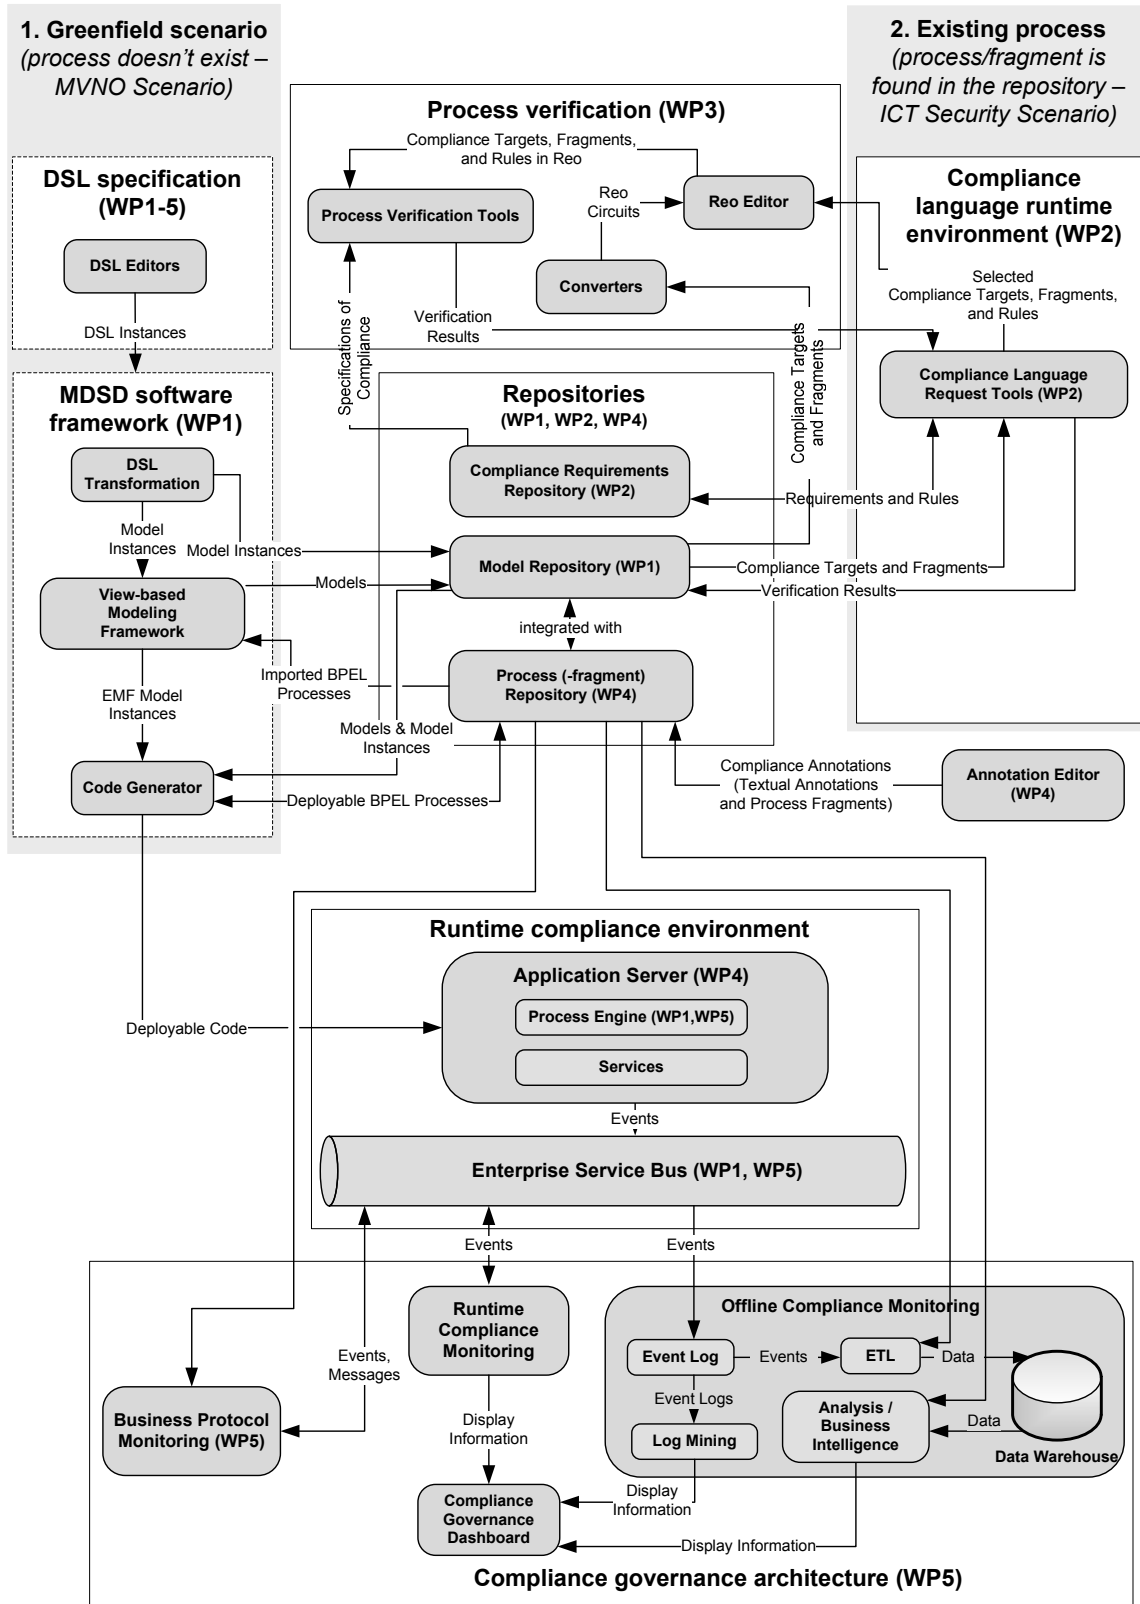 1. Greenfield scenario
(process doesn't exist –
MVNO Scenario)
2. Existing process
(process/fragment is
found in the repository –
ICT Security Scenario)
Process verification (WP3)
Compliance Targets, Fragments,
and Rules in Reo
Process Verification Tools
Reo
Circuits
Reo Editor
Converters
Verification
Results
Specifications of
Compliance
Compliance Targets
and Fragments
DSL specification
(WP1-5)
DSL Editors
DSL Instances
Compliance
language runtime
environment (WP2)
Selected
Compliance Targets, Fragments,
and Rules
Compliance Language
Request Tools (WP2)
MDSD software
framework (WP1)
DSL
Transformation
Model
Instances
Model Instances
View-based
Modeling
Framework
Models
Imported BPEL
Processes
EMF Model
Instances
Models & Model
Instances
Code Generator
Deployable BPEL Processes
Repositories
(WP1, WP2, WP4)
Compliance Requirements
Repository (WP2)
Requirements and Rules
Model Repository (WP1)
Compliance Targets and Fragments
Verification Results
integrated with
Process (-fragment)
Repository (WP4)
Compliance Annotations
(Textual Annotations
and Process Fragments)
Annotation Editor
(WP4)
Runtime compliance environment
Application Server (WP4)
Process Engine (WP1,WP5)
Services
Deployable Code
Events
Enterprise Service Bus (WP1, WP5)
Events
Events
Runtime
Compliance
Monitoring
Offline Compliance Monitoring
Event Log
Events
ETL
Data
Events,
Messages
Event Logs
Business Protocol
Monitoring (WP5)
Display
Information
Log Mining
Analysis /
Business
Intelligence
Data
Data Warehouse
Compliance
Governance
Dashboard
Display
Information
Display Information
Compliance governance architecture (WP5)